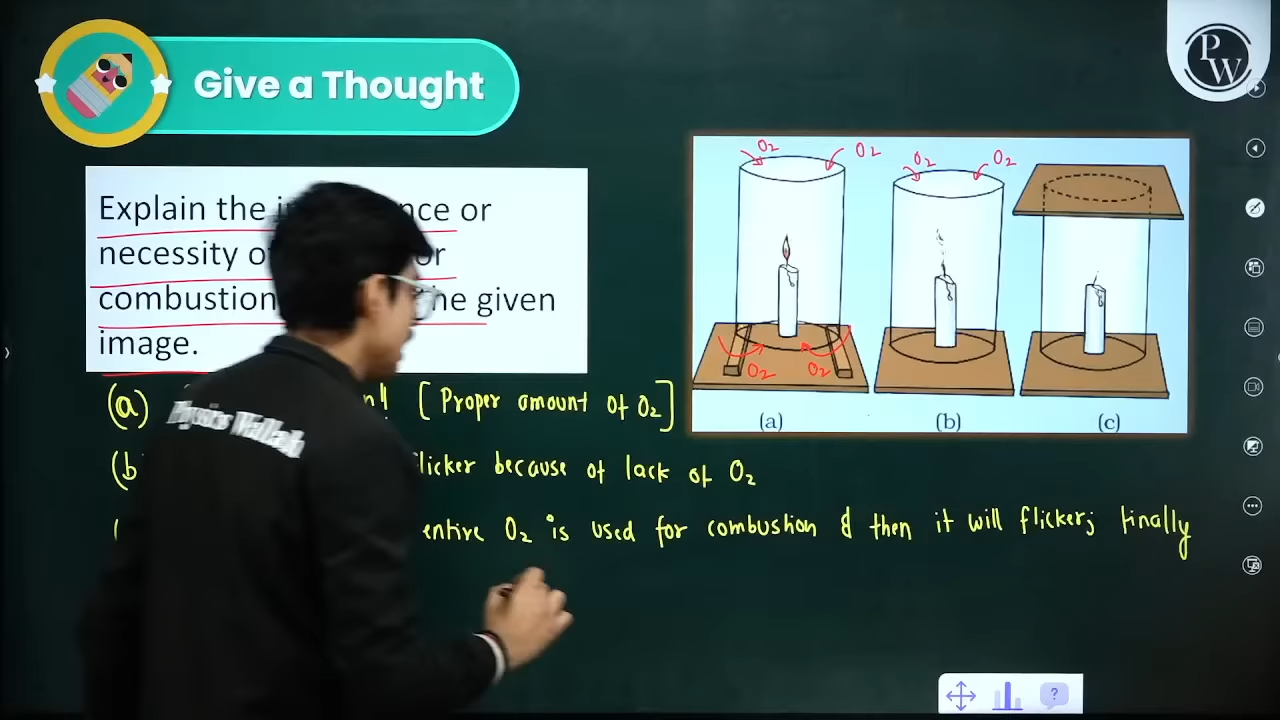 Give a Thought
PW
Explain the nce or
necessity o or
combustion he given
image.
O₂ O₂ O₂ O₂
O₂ O₂
(a) (b) (c)
(a) n!! [Proper amount of O₂]
(b) flicker because of lack of O₂
entire O₂ is used for combustion & then it will flicker; finally
Physics Wallah
?